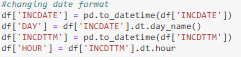 #changing date format
df['INCDATE'] = pd.to_datetime(df['INCDATE'])
df['DAY'] = df['INCDATE'].dt.day_name()
df['INCDTTM'] = pd.to_datetime(df['INCDTTM'])
df['HOUR'] = df['INCDTTM'].dt.hour